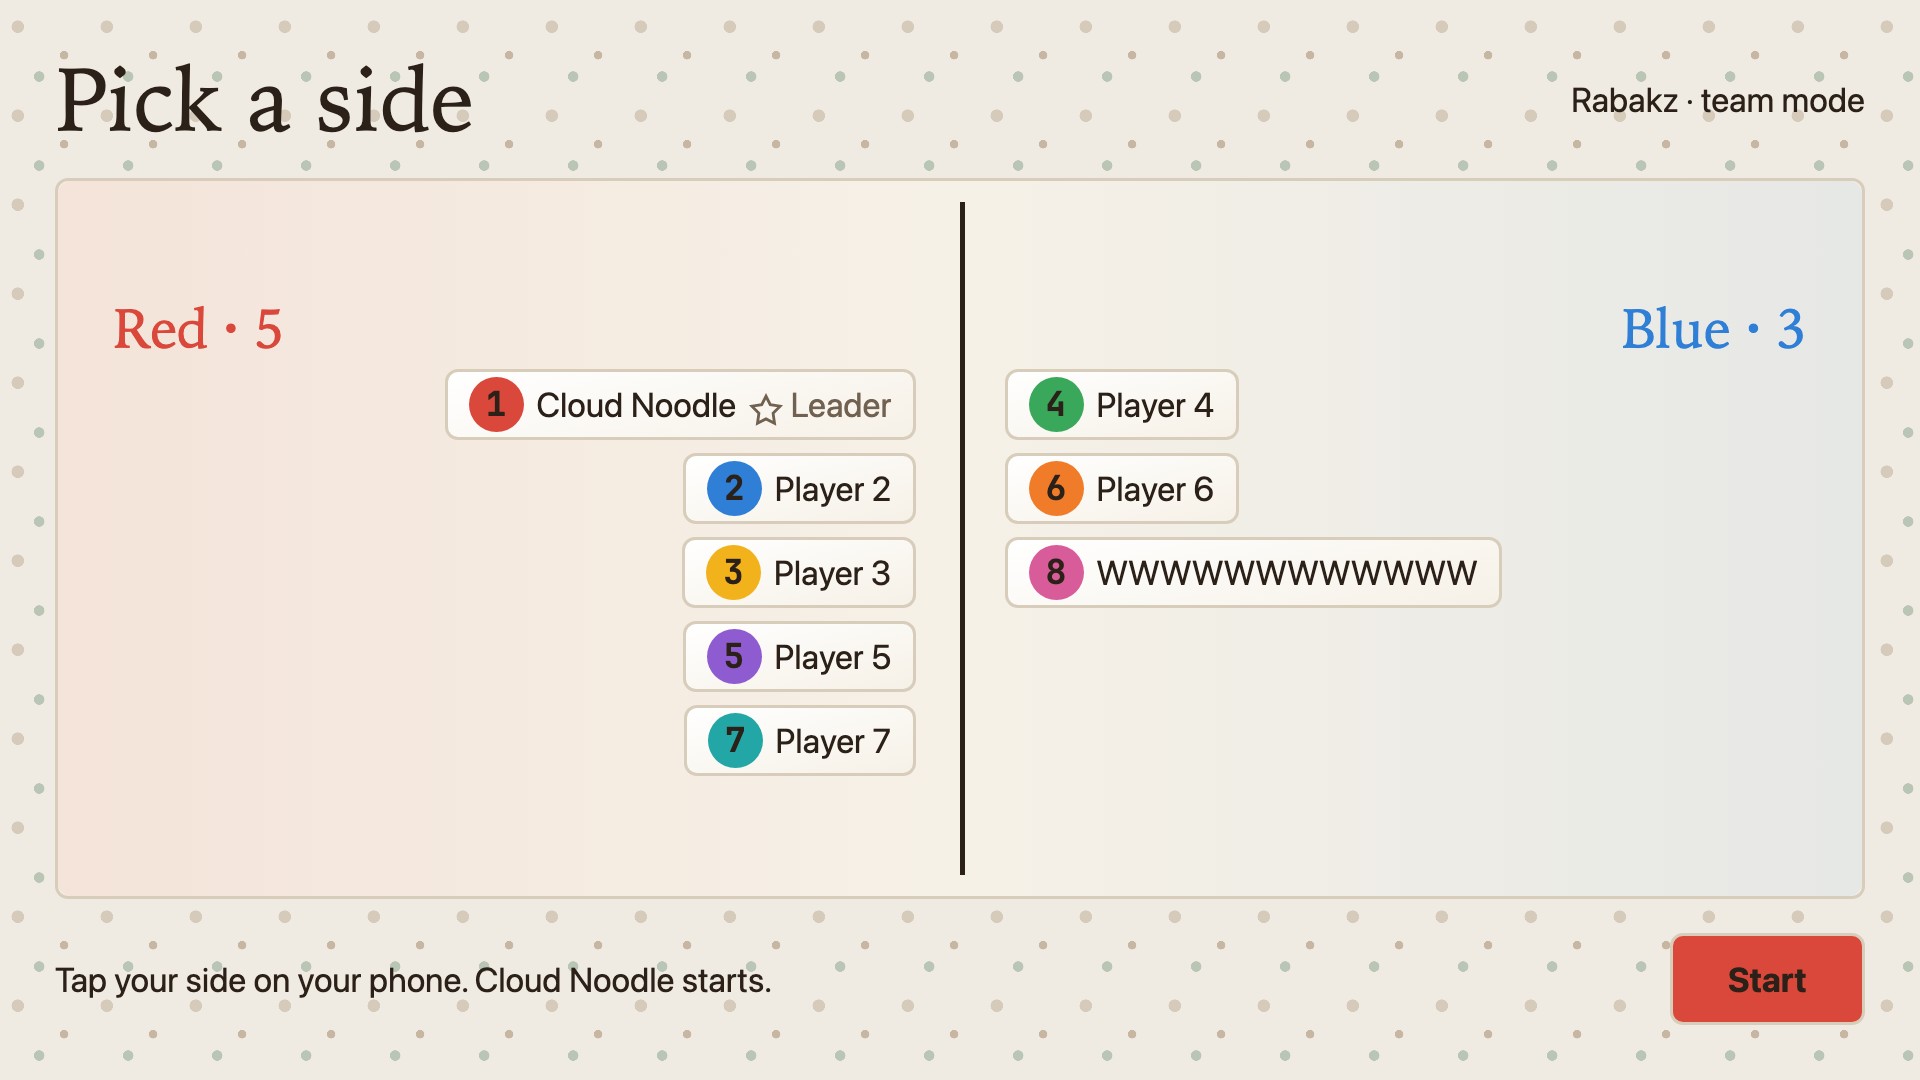 Pick a side
Rabakz · team mode
Red · 5
Blue · 3
1 Cloud Noodle ☆ Leader
2 Player 2
3 Player 3
5 Player 5
7 Player 7
4 Player 4
6 Player 6
8 WWWWWWWWWWWW
Tap your side on your phone. Cloud Noodle starts.
Start